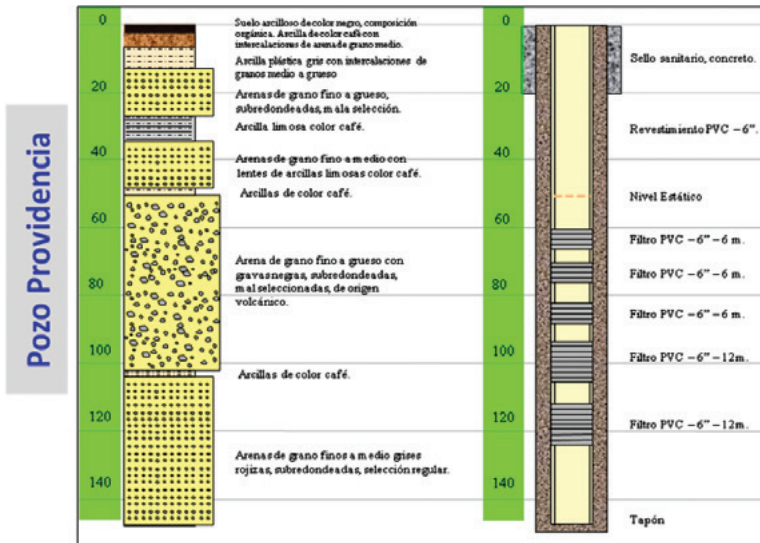 Pozo Providencia
0
20
40
60
80
100
120
140
Suelo arcilloso de color negro, composición
orgánica. Arcilla de color café con
intercalaciones de arena de grano medio.
Arcilla plástica gris con intercalaciones de
granos medio a grueso
Arenas de grano fino a grueso,
subredondeadas, mala selección.
Arcilla limosa color café.
Arenas de grano fino a medio con
lentes de arcillas limosas color café.
Arcillas de color café.
Arena de grano fino a grueso con
gravas negras, subredondeadas,
mal seleccionadas, de origen
volcánico.
Arcillas de color café.
Arenas de grano finos a medio grises
rojizas, subredondeadas, selección regular.
0
20
40
60
80
100
120
140
Sello sanitario, concreto.
Revestimiento PVC – 6”.
Nivel Estático
Filtro PVC – 6” – 6 m.
Filtro PVC – 6” – 6 m.
Filtro PVC – 6” – 6 m.
Filtro PVC – 6” – 12m.
Filtro PVC – 6” – 12m.
Tapón